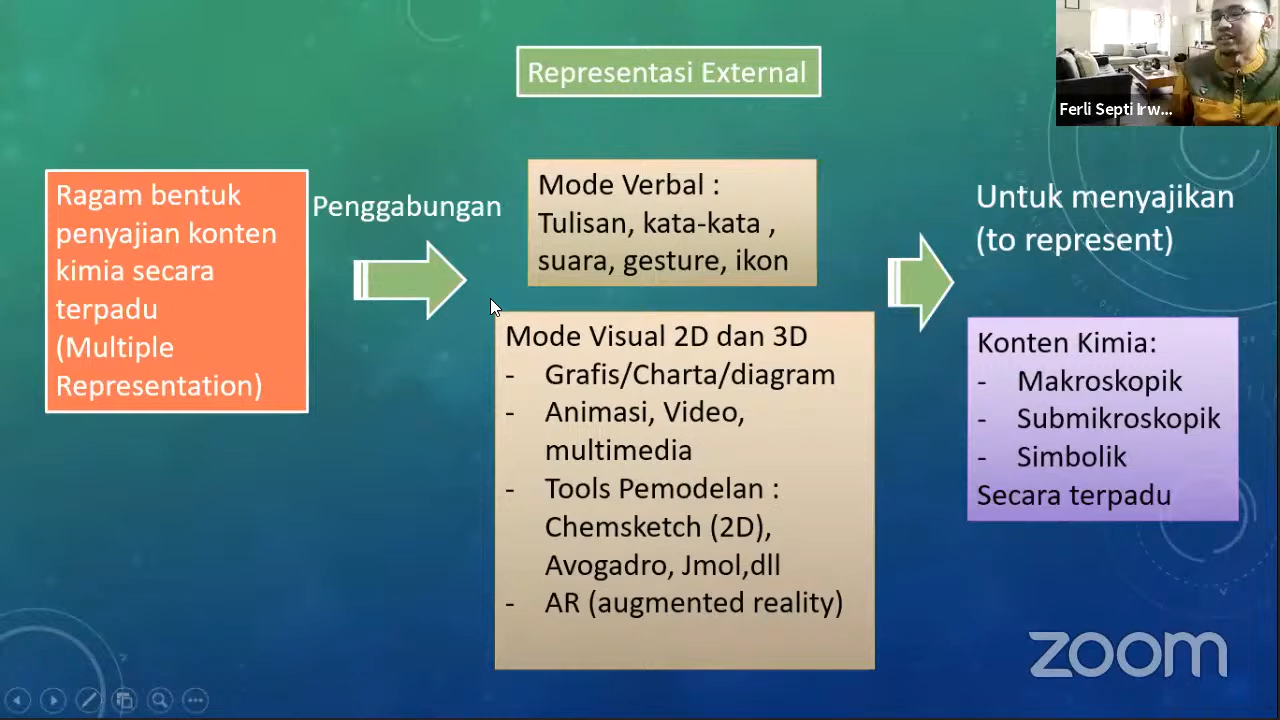 Representasi External
Ferli Septi Irw...
Ragam bentuk
penyajian konten
kimia secara
terpadu
(Multiple
Representation)
Penggabungan
Mode Verbal :
Tulisan, kata-kata ,
suara, gesture, ikon
Mode Visual 2D dan 3D
- Grafis/Charta/diagram
- Animasi, Video,
multimedia
- Tools Pemodelan :
Chemsketch (2D),
Avogadro, Jmol,dll
- AR (augmented reality)
Untuk menyajikan
(to represent)
Konten Kimia:
- Makroskopik
- Submikroskopik
- Simbolik
Secara terpadu
zoom